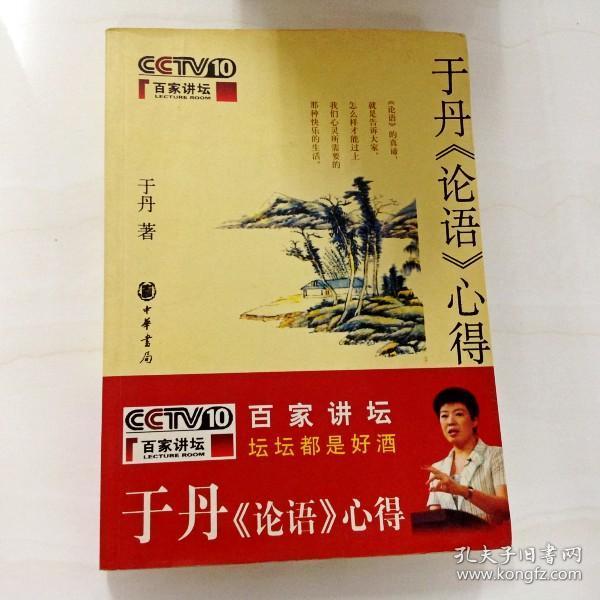 CCTV10
百家讲坛
LECTURE ROOM
于丹《论语》心得
《论语》的真谛，
就是告诉大家，
怎么样才能过上
我们心灵所需要的
那种快乐的生活。
于丹 著
中華書局
CCTV10
百家讲坛
LECTURE ROOM
百家讲坛
坛坛都是好酒
于丹《论语》心得
孔夫子旧书网
www.kongfz.com